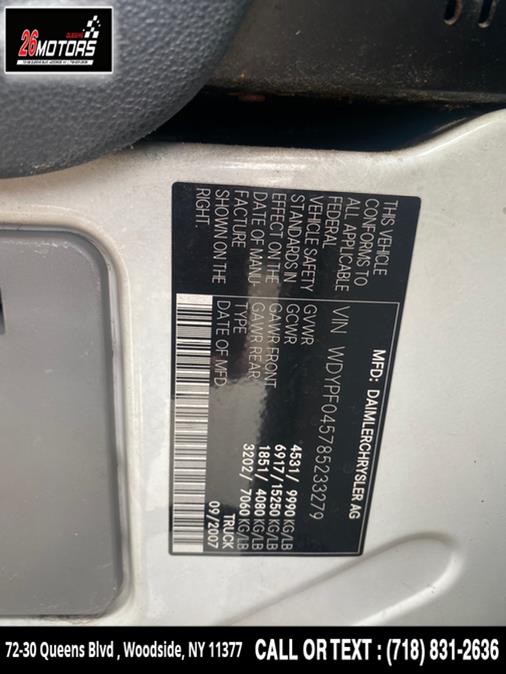 QUEENS
26MOTORS
THIS VEHICLE
CONFORMS TO
ALL APPLICABLE
FEDERAL
VEHICLE SAFETY
STANDARDS IN
EFFECT ON THE
DATE OF MANU-
FACTURE
SHOWN ON THE
RIGHT.
MFD: DAIMLERCHRYSLER AG
VIN WDYPF045785233279
GVWR 4531/ 9990 KG/LB
GCWR 6917/15250 KG/LB
GAWR FRONT 1851/ 4080 KG/LB
GAWR REAR 3202/ 7060 KG/LB
TYPE TRUCK
DATE OF MFD 09/2007
72-30 Queens Blvd , Woodside, NY 11377 CALL OR TEXT : (718) 831-2636